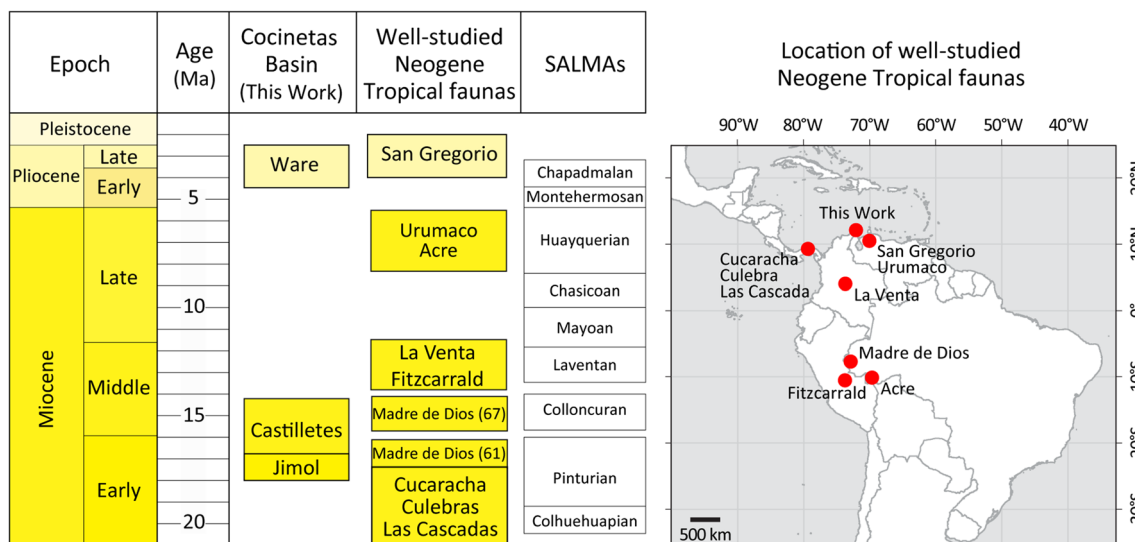 Epoch
Age
(Ma)
Cocinetas
Basin
(This Work)
Well-studied
Neogene
Tropical faunas
SALMAs
Pleistocene
Pliocene
Late
Early
Miocene
Late
Middle
Early
5
10
15
20
Ware
Castilletes
Jimol
San Gregorio
Urumaco
Acre
La Venta
Fitzcarrald
Madre de Dios (67)
Madre de Dios (61)
Cucaracha
Culebras
Las Cascadas
Chapadmalan
Montehermosan
Huayquerian
Chasicoan
Mayoan
Laventan
Colloncuran
Pinturian
Colhuehuapian
Location of well-studied
Neogene Tropical faunas
90°W 80°W 70°W 60°W 50°W 40°W
10°N
0°
10°S
This Work
San Gregorio
Urumaco
Cucaracha
Culebra
Las Cascada
La Venta
Madre de Dios
Fitzcarrald
Acre
500 km